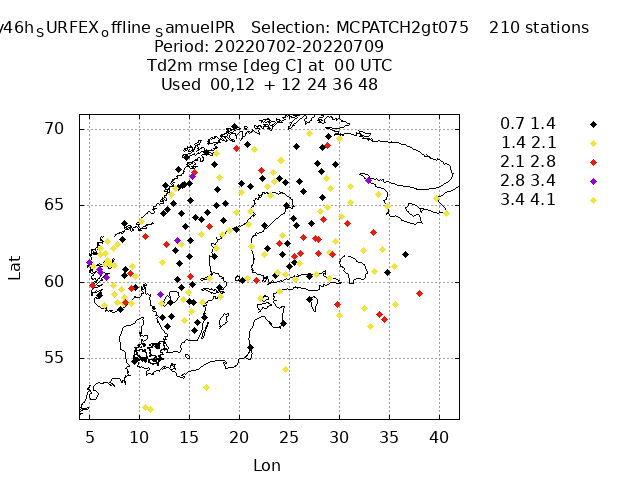 y46h_SURFEX_offline_samuelPR Selection: MCPATCH2gt075 210 stations
Period: 20220702-20220709
Td2m rmse [deg C] at 00 UTC
Used 00,12 + 12 24 36 48
0.7 1.4
1.4 2.1
2.1 2.8
2.8 3.4
3.4 4.1
70
65
60
55
Lat
5 10 15 20 25 30 35 40
Lon